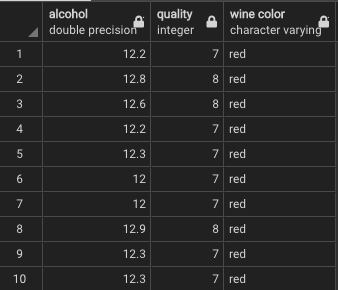 alcohol quality wine color
double precision integer character varying
1 12.2 7 red
2 12.8 8 red
3 12.6 8 red
4 12.2 7 red
5 12.3 7 red
6 12 7 red
7 12 7 red
8 12.9 8 red
9 12.3 7 red
10 12.3 7 red